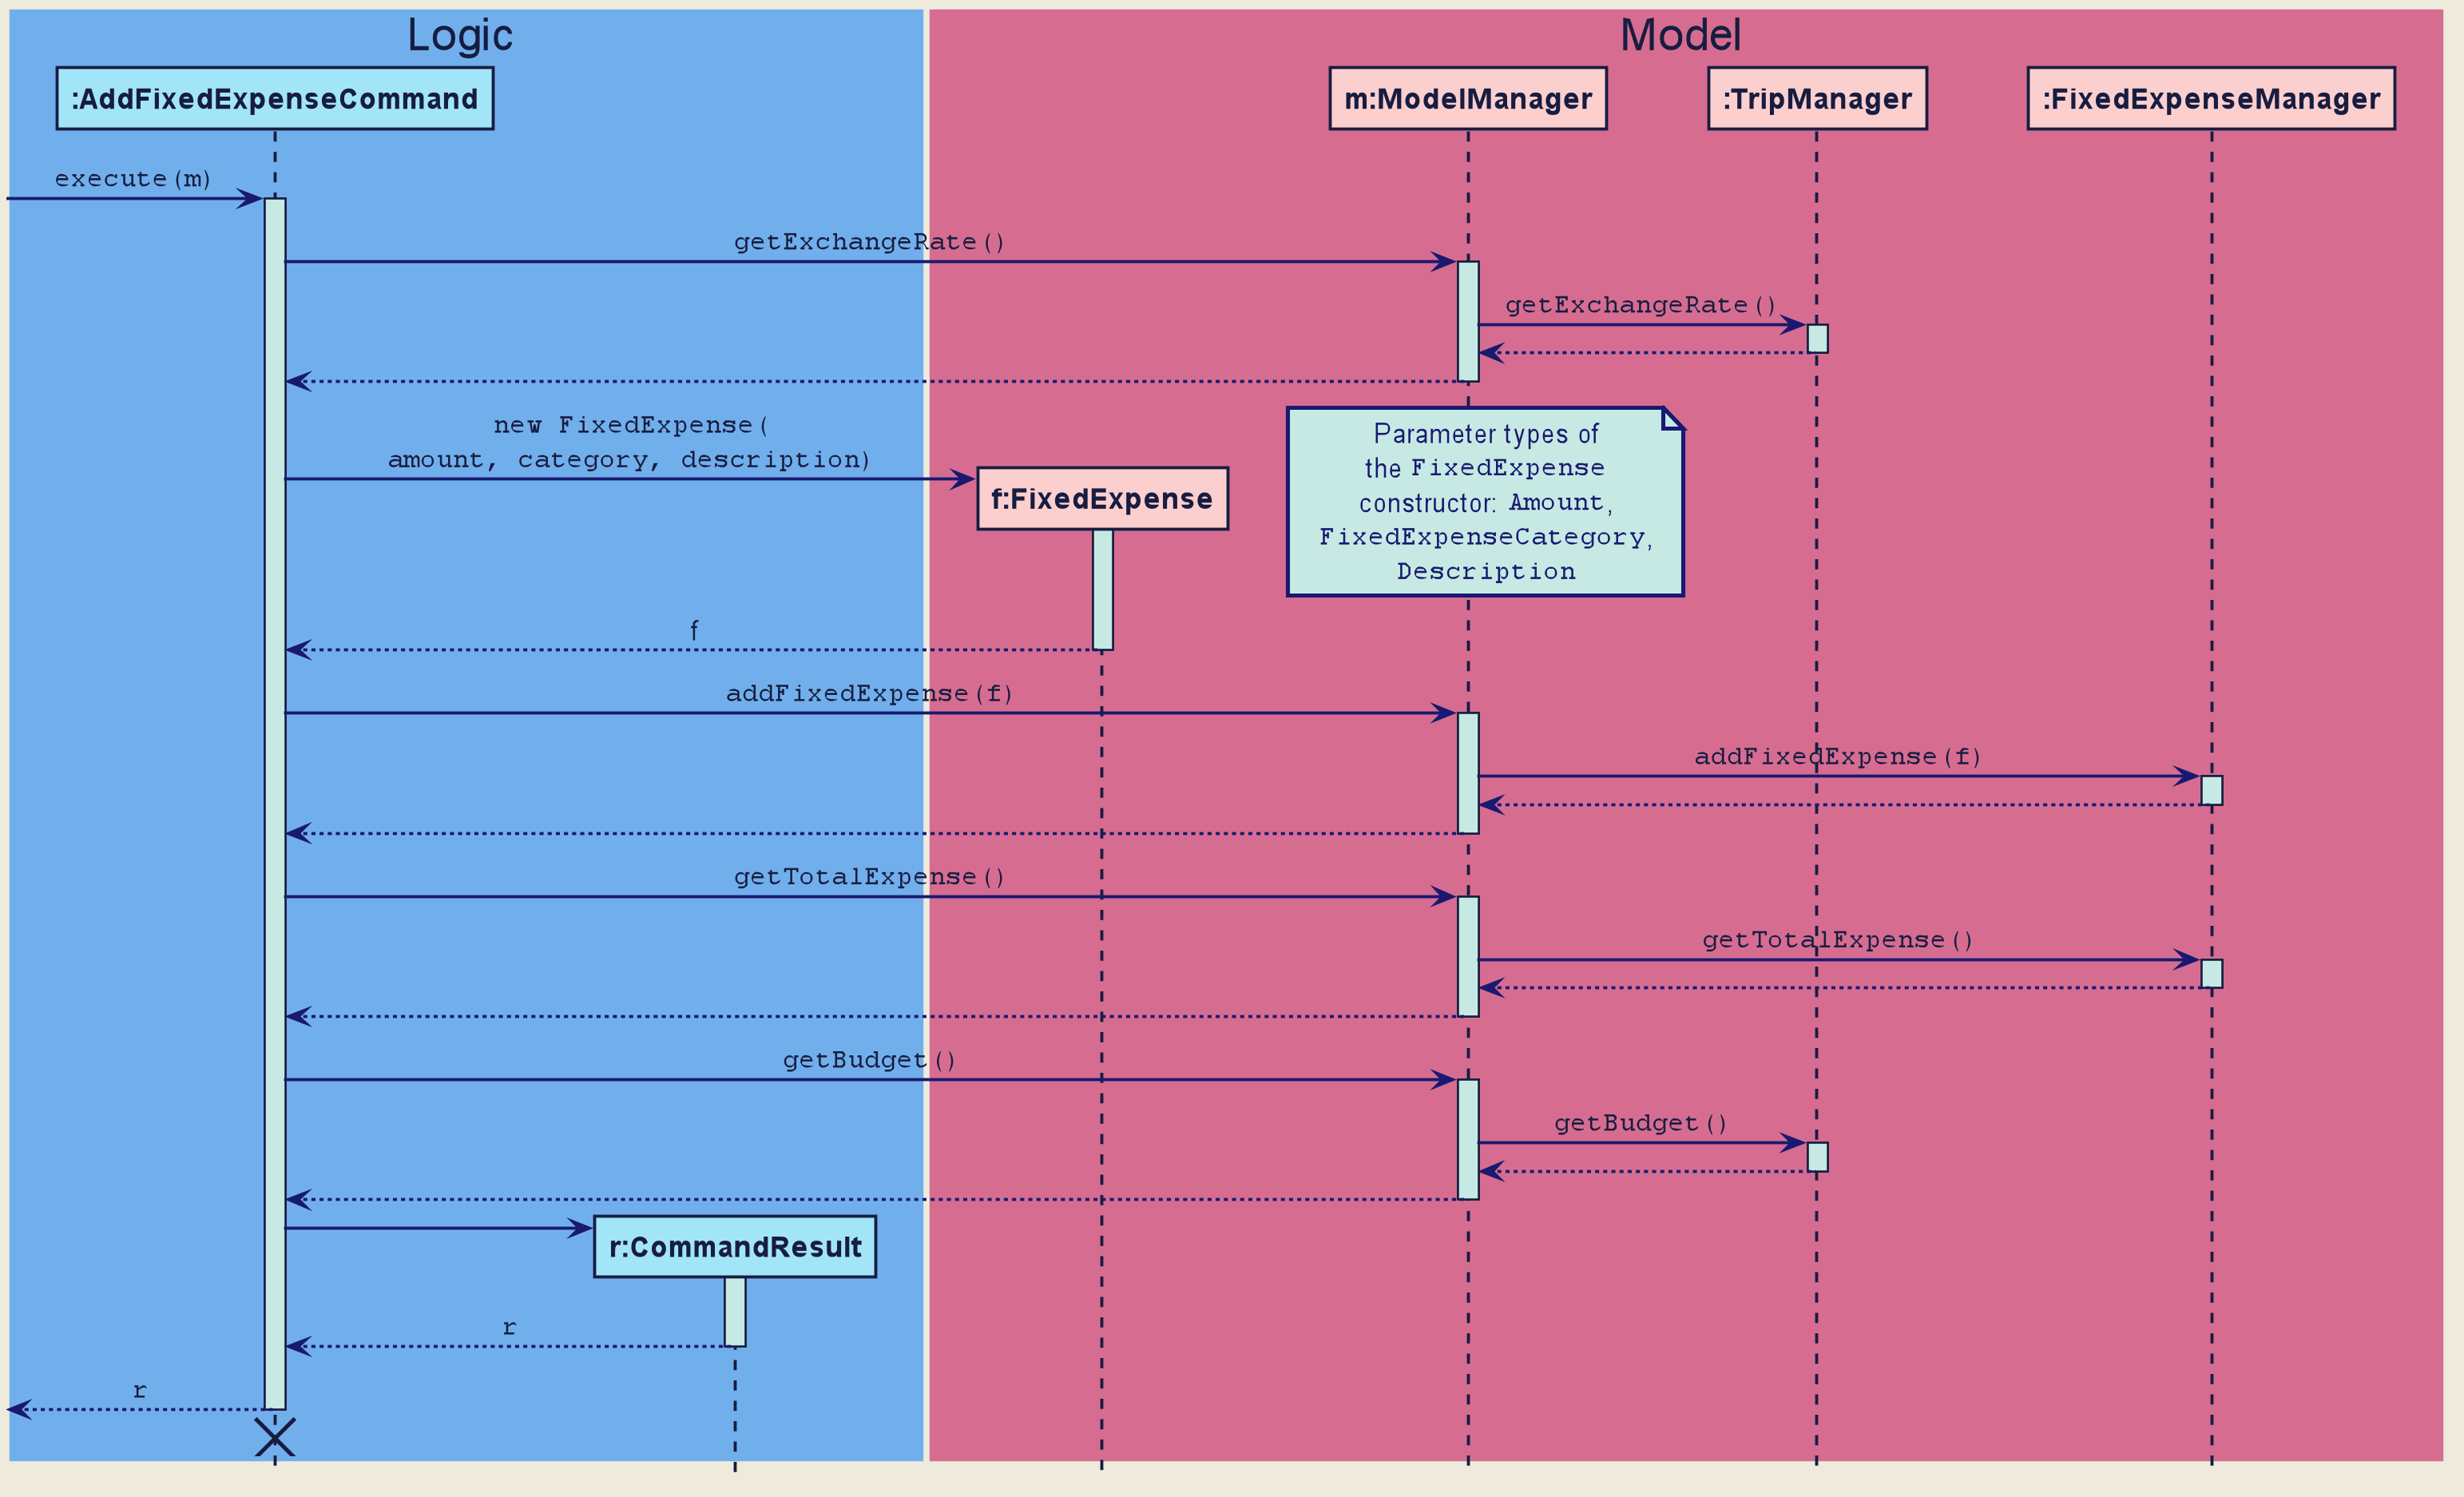 Logic
Model
:AddFixedExpenseCommand
m:ModelManager
:TripManager
:FixedExpenseManager
execute(m)
getExchangeRate()
getExchangeRate()
new FixedExpense(
amount, category, description)
f:FixedExpense
Parameter types of
the FixedExpense
constructor: Amount,
FixedExpenseCategory,
Description
f
addFixedExpense(f)
addFixedExpense(f)
getTotalExpense()
getTotalExpense()
getBudget()
getBudget()
r:CommandResult
r
r